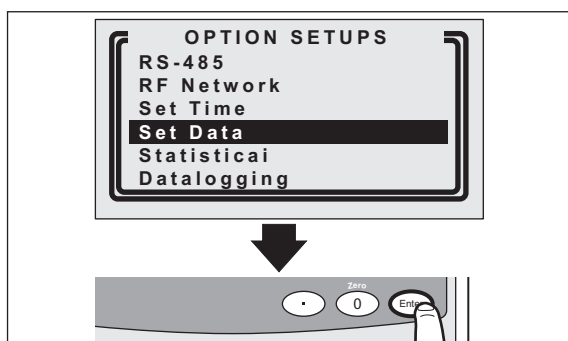 OPTION SETUPS
RS-485
RF Network
Set Time
Set Data
Statisticai
Datalogging
Zero
. 0 Enter